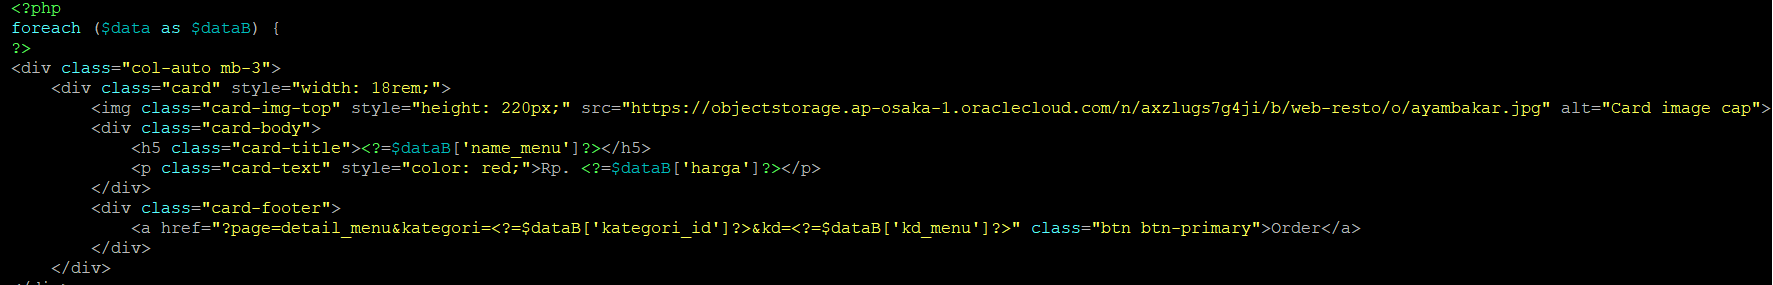 <?php
foreach ($data as $dataB) {
?>
<div class="col-auto mb-3">
    <div class="card" style="width: 18rem;">
        <img class="card-img-top" style="height: 220px;" src="https://objectstorage.ap-osaka-1.oraclecloud.com/n/axzlugs7g4ji/b/web-resto/o/ayambakar.jpg" alt="Card image cap">
        <div class="card-body">
            <h5 class="card-title"><?=$dataB['name_menu']?></h5>
            <p class="card-text" style="color: red;">Rp. <?=$dataB['harga']?></p>
        </div>
        <div class="card-footer">
            <a href="?page=detail_menu&kategori=<?=$dataB['kategori_id']?>&kd=<?=$dataB['kd_menu']?>" class="btn btn-primary">Order</a>
        </div>
    </div>